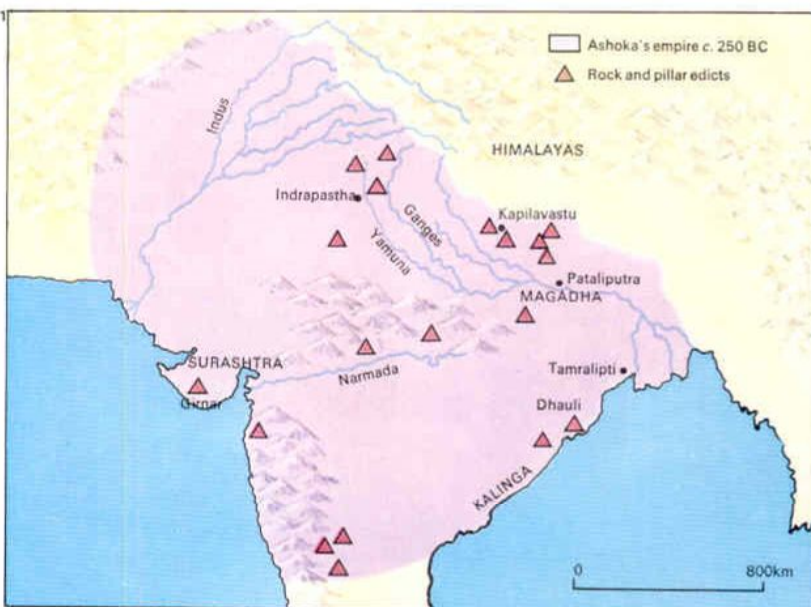 1
Ashoka's empire c. 250 BC
Rock and pillar edicts
Indus
HIMALAYAS
Indrapastha
Kapilavastu
Ganges
Yamuna
Pataliputra
MAGADHA
SURASHTRA
Narmada
Tamralipti
Girnar
Dhauli
KALINGA
0 800km